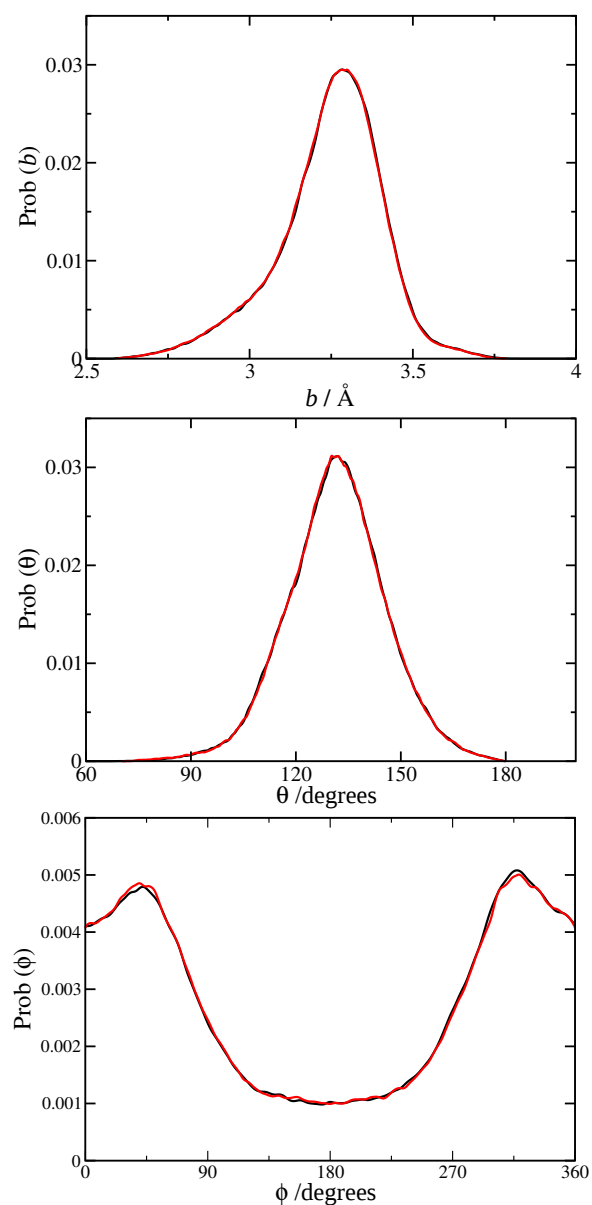 0.03
0.02
0.01
0
Prob (b)
2.5 3 3.5 4
b / Å
0.03
0.02
0.01
0
Prob (θ)
60 90 120 150 180
θ /degrees
0.006
0.005
0.004
0.003
0.002
0.001
0
Prob (ϕ)
0 90 180 270 360
ϕ /degrees